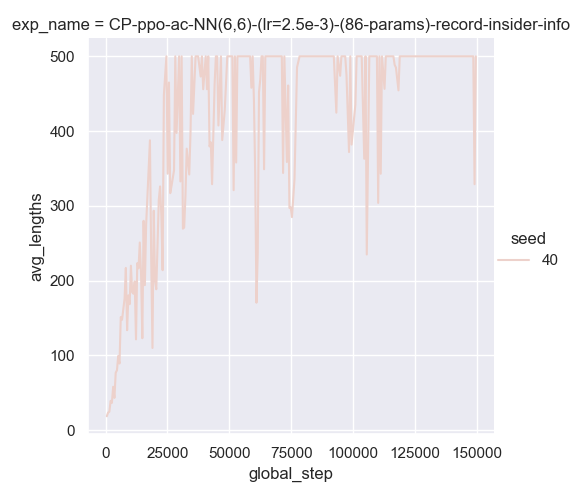 exp_name = CP-ppo-ac-NN(6,6)-(lr=2.5e-3)-(86-params)-record-insider-info
500
400
300
200
100
0
avg_lengths
0 25000 50000 75000 100000 125000 150000
global_step
seed
40